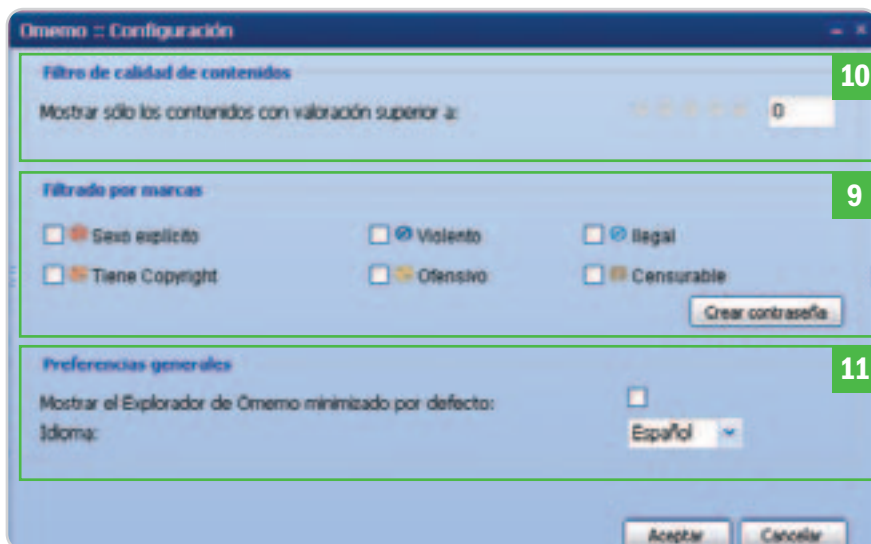 Omemo :: Configuración
Filtro de calidad de contenidos
10
Mostrar sólo los contenidos con valoración superior a:
0
Filtrado por marcas
9
Sexo explícito
Violento
Ilegal
Tiene Copyright
Ofensivo
Censurable
Crear contraseña
Preferencias generales
11
Mostrar el Explorador de Omemo minimizado por defecto:
Idioma:
Español
Aceptar
Cancelar